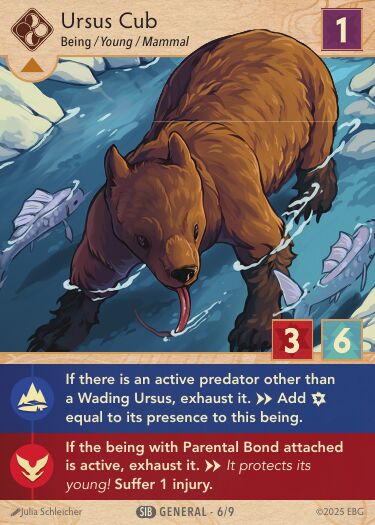 Ursus Cub
Being / Young / Mammal
1
3 6
If there is an active predator other than
a Wading Ursus, exhaust it. Add
equal to its presence to this being.
If the being with Parental Bond attached
is active, exhaust it. It protects its
young! Suffer 1 injury.
Julia Schleicher SIB GENERAL - 6/9 ©2025 EBG